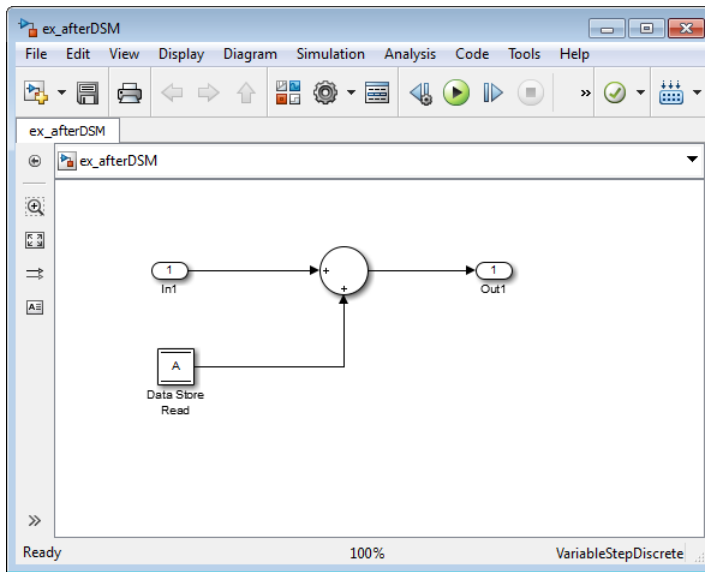 ex_afterDSM
File Edit View Display Diagram Simulation Analysis Code Tools Help
»
ex_afterDSM
ex_afterDSM
1
In1
+
+
1
Out1
A
Data Store
Read
A
»
Ready 100% VariableStepDiscrete